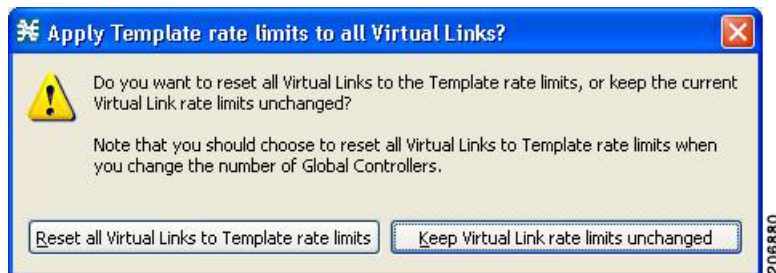 Apply Template rate limits to all Virtual Links?
Do you want to reset all Virtual Links to the Template rate limits, or keep the current
Virtual Link rate limits unchanged?
Note that you should choose to reset all Virtual Links to Template rate limits when
you change the number of Global Controllers.
Reset all Virtual Links to Template rate limits
Keep Virtual Link rate limits unchanged
206880